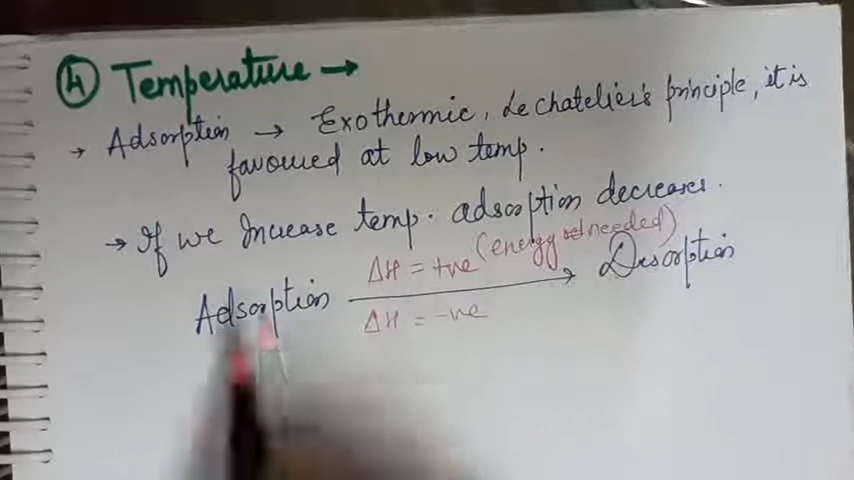 4 Temperature →
→ Adsorption → Exothermic, Le chatelier's principle, it is
favoured at low temp.
→ If we Increase temp. adsorption decreases.
ΔH = +ve (energy needed)
Adsorption → Desorption
ΔH = -ve